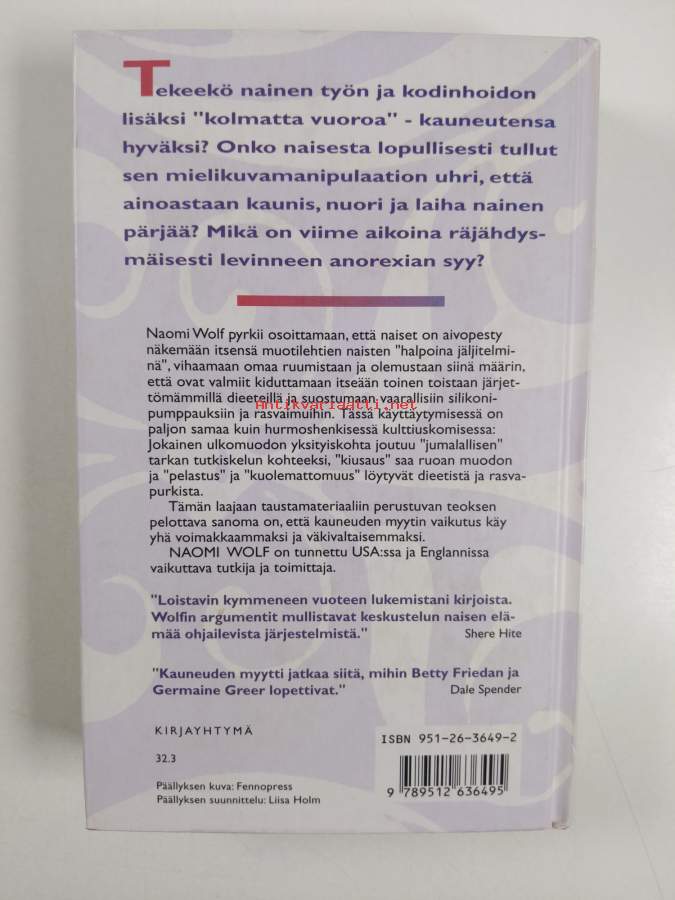 Tekeekö nainen työn ja kodinhoidon
lisäksi "kolmatta vuoroa" - kauneutensa
hyväksi? Onko naisesta lopullisesti tullut
sen mielikuvamanipulaation uhri, että
ainoastaan kaunis, nuori ja laiha nainen
pärjää? Mikä on viime aikoina räjähdys-
mäisesti levinneen anorexian syy?
Naomi Wolf pyrkii osoittamaan, että naiset on aivopesty
näkemään itsensä muotilehtien naisten "halpoina jäljitelmi-
nä", vihaamaan omaa ruumistaan ja olemustaan siinä määrin,
että ovat valmiit kiduttamaan itseään toinen toistaan järjet-
tömämmillä dieeteillä ja suostumaan vaarallisiin silikoni-
Antikvariaatti.net
pumppauksiin ja rasvaimuihin. Tässä käyttäytymisessä on
paljon samaa kuin hurmoshenkisessä kulttiuskomisessa:
Jokainen ulkomuodon yksityiskohta joutuu "jumalallisen"
tarkan tutkiskelun kohteeksi, "kiusaus" saa ruoan muodon
ja "pelastus" ja "kuolemattomuus" löytyvät dieetistä ja rasva-
purkista.
Tämän laajaan taustamateriaaliin perustuvan teoksen
pelottava sanoma on, että kauneuden myytin vaikutus käy
yhä voimakkaammaksi ja väkivaltaisemmaksi.
NAOMI WOLF on tunnettu USA:ssa ja Englannissa
vaikuttava tutkija ja toimittaja.
"Loistavin kymmeneen vuoteen lukemistani kirjoista.
Wolfin argumentit mullistavat keskustelun naisen elä-
mää ohjailevista järjestelmistä." Shere Hite
"Kauneuden myytti jatkaa siitä, mihin Betty Friedan ja
Germaine Greer lopettivat." Dale Spender
KIRJAYHTYMÄ
32.3
Päällyksen kuva: Fennopress
Päällyksen suunnittelu: Liisa Holm
ISBN 951-26-3649-2
9 789512 636495